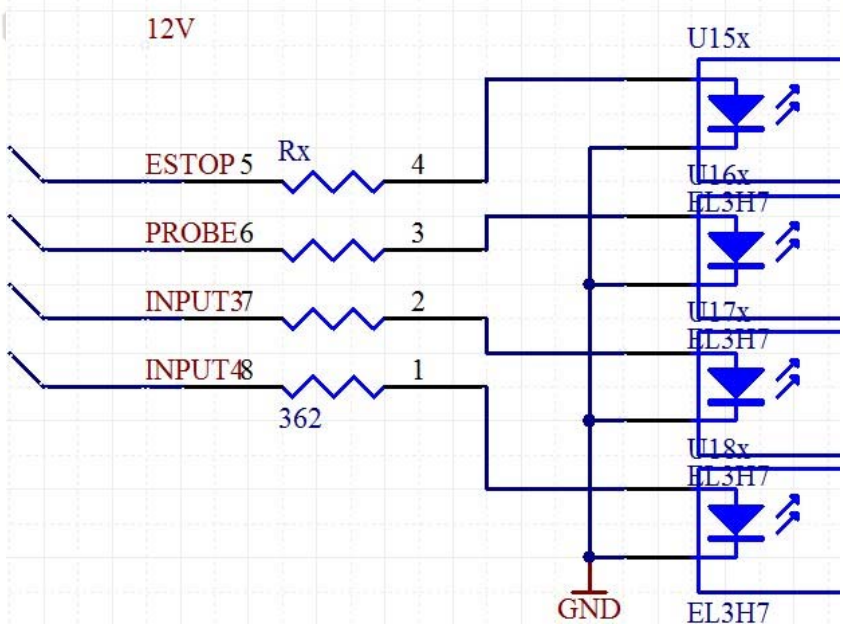 12V
U15x
ESTOP 5 Rx 4
U16x
EL3H7
PROBE 6 3
U17x
EL3H7
INPUT3 7 2
INPUT4 8 1
362
U18x
EL3H7
GND
EL3H7